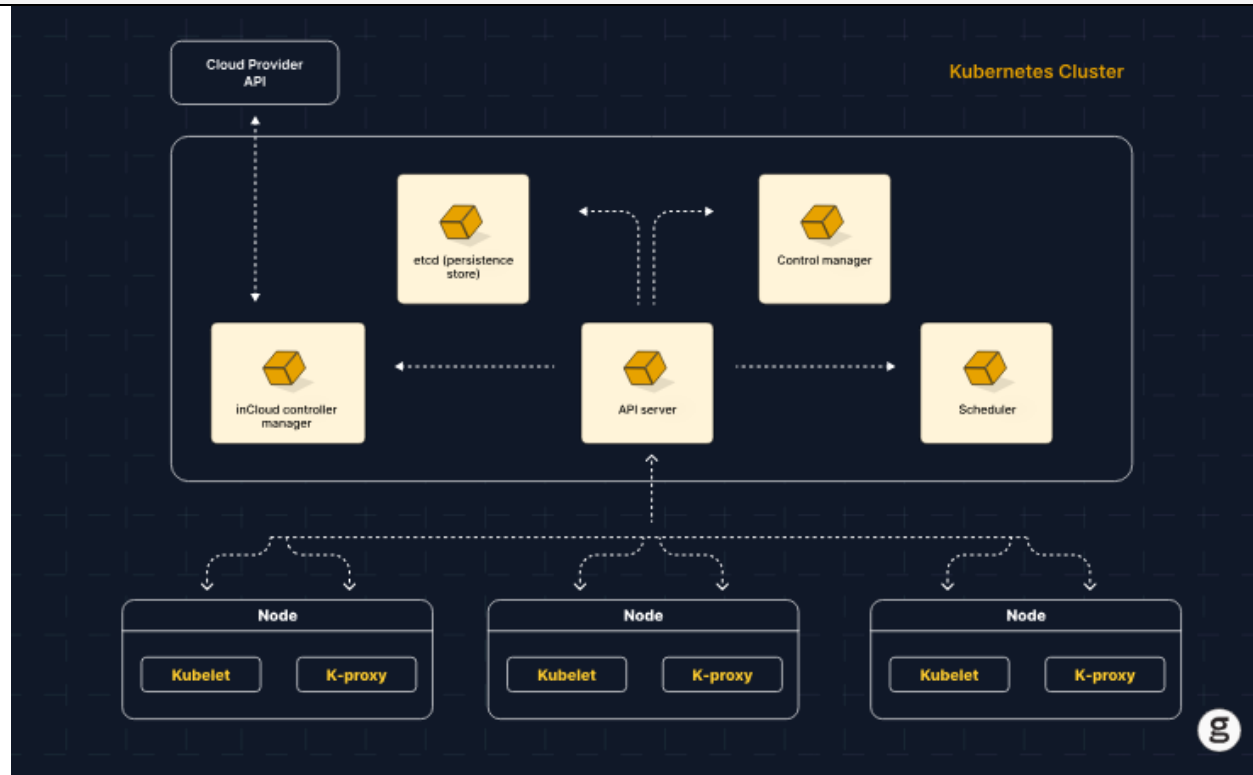 Cloud Provider
API
Kubernetes Cluster
etcd (persistence
store)
Control manager
inCloud controller
manager
API server
Scheduler
Node
Kubelet
K-proxy
Node
Kubelet
K-proxy
Node
Kubelet
K-proxy
g